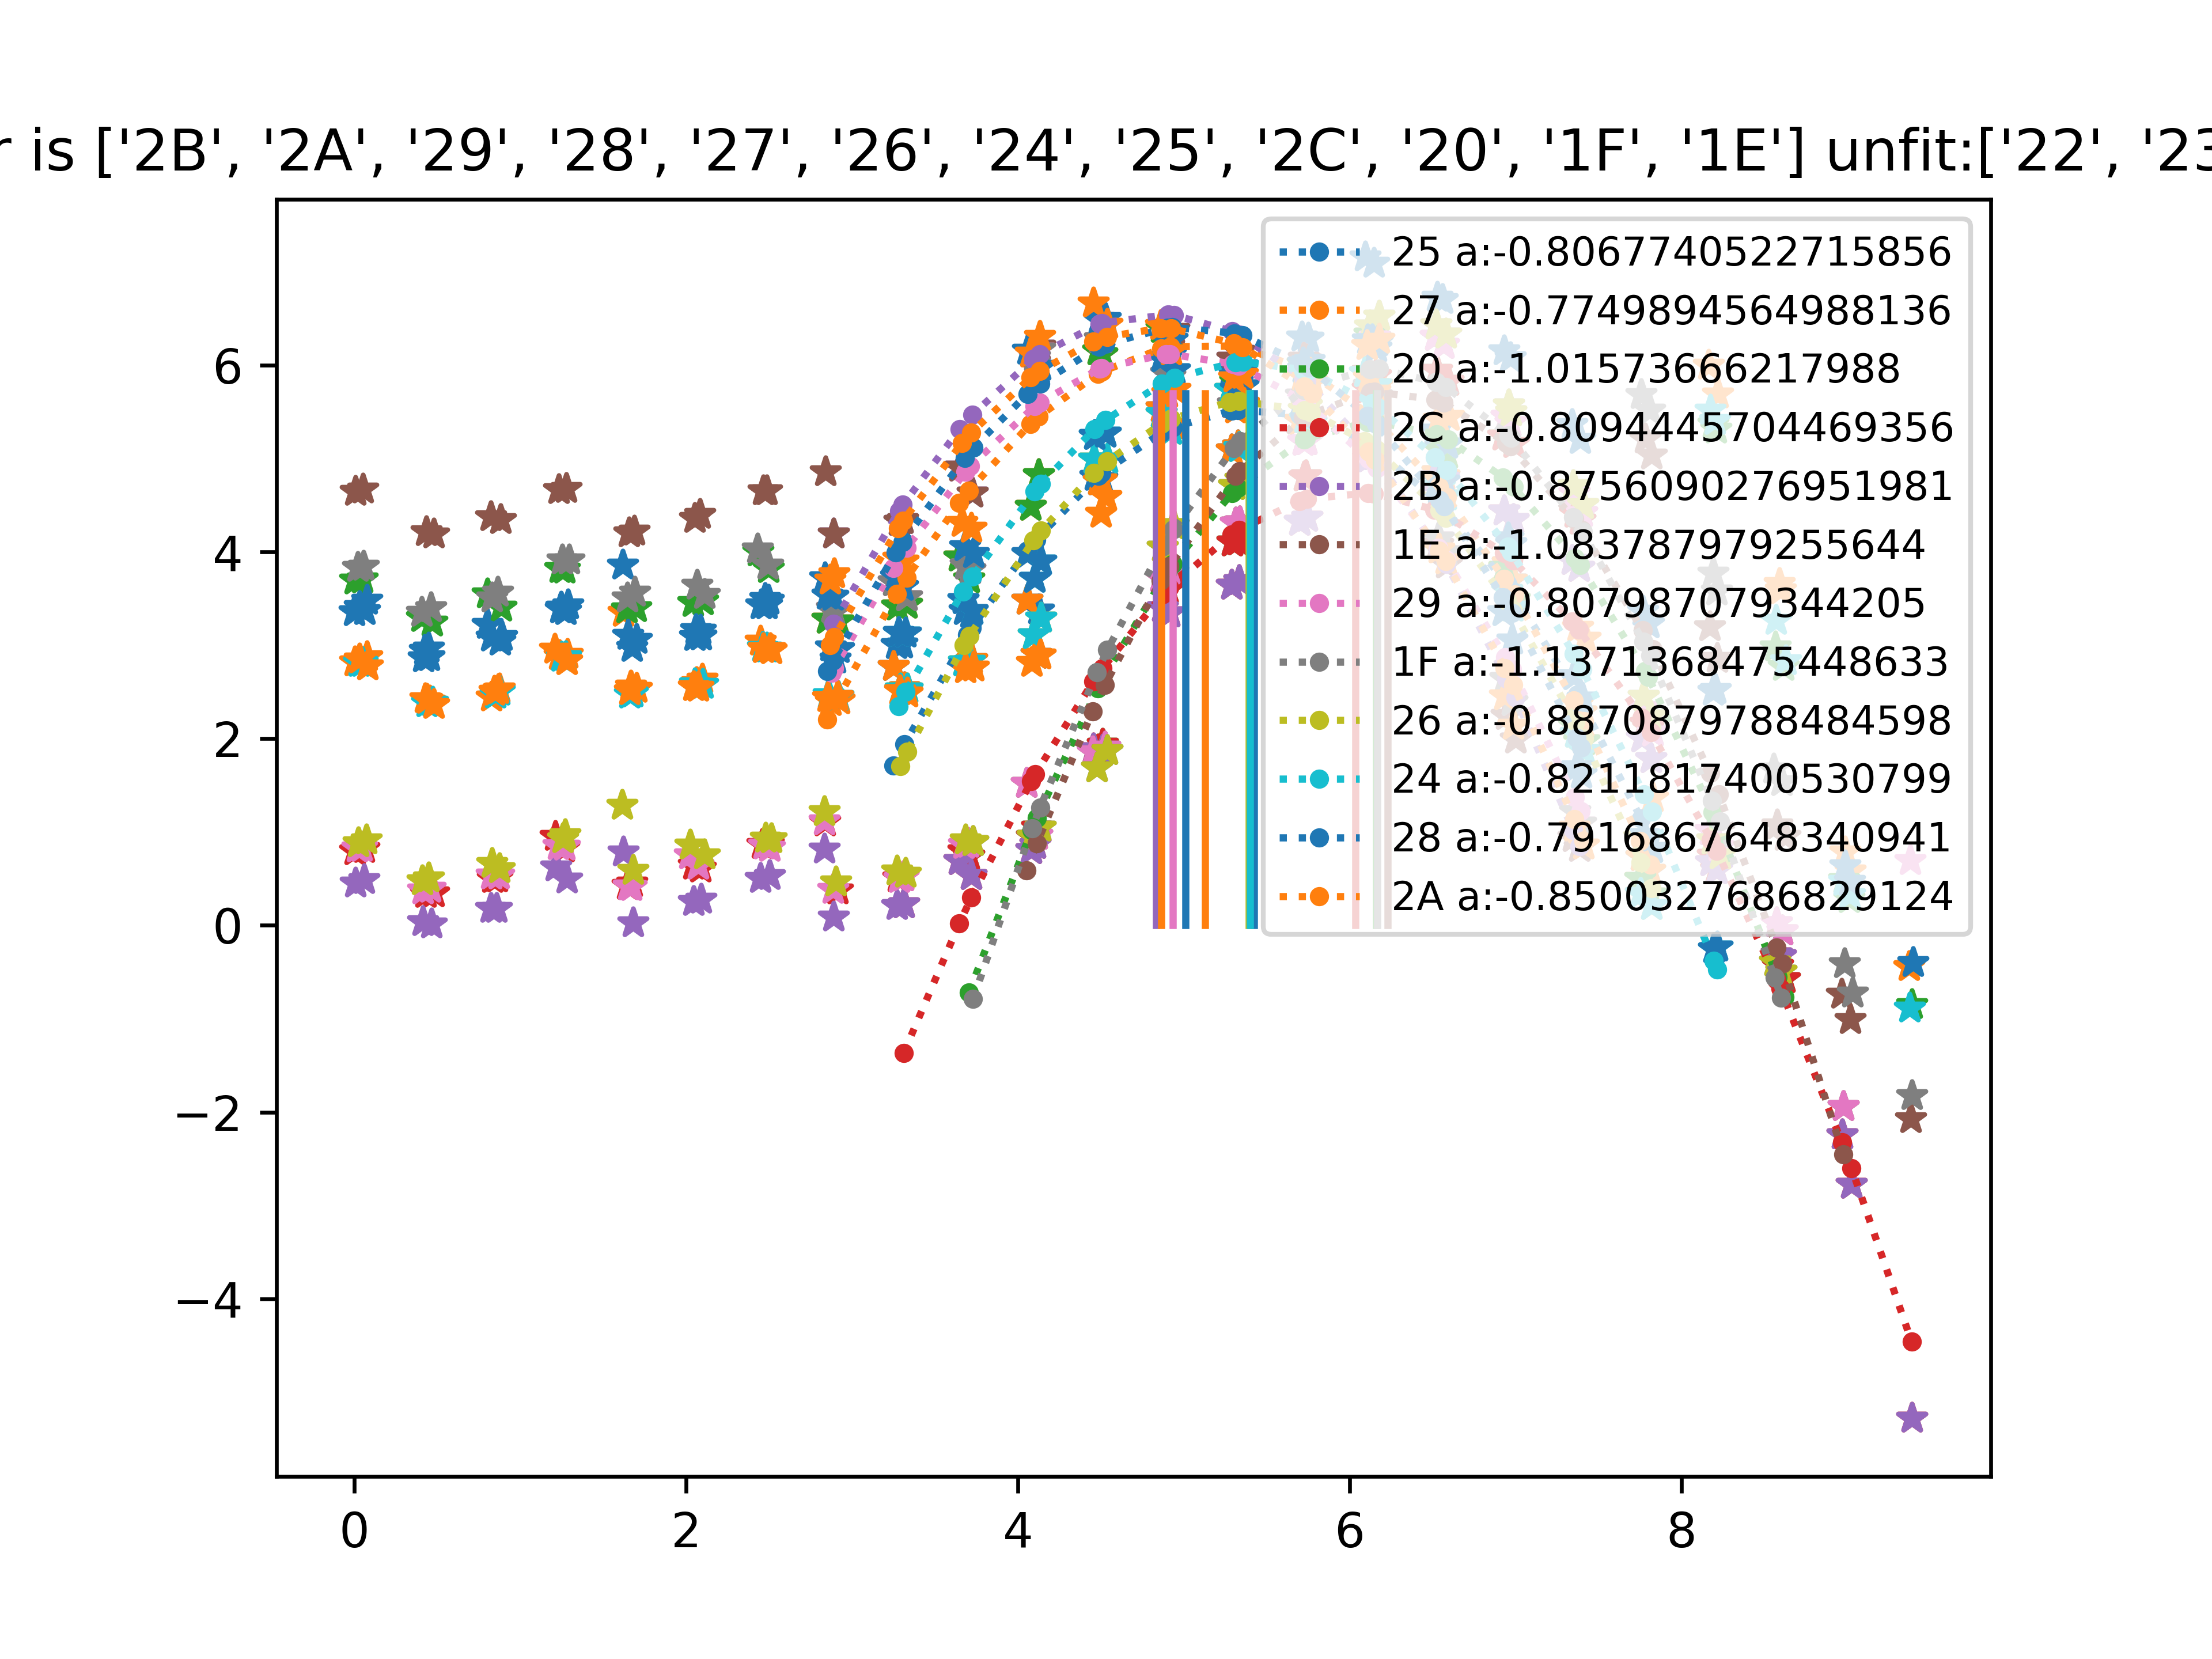 r is ['2B', '2A', '29', '28', '27', '26', '24', '25', '2C', '20', '1F', '1E'] unfit:['22', '23
25 a:-0.8067740522715856
27 a:-0.7749894564988136
20 a:-1.01573666217988
2C a:-0.8094445704469356
2B a:-0.8756090276951981
1E a:-1.083787979255644
29 a:-0.807987079344205
1F a:-1.1371368475448633
26 a:-0.8870879788484598
24 a:-0.8211817400530799
28 a:-0.7916867648340941
2A a:-0.8500327686829124
6
4
2
0
−2
−4
0 2 4 6 8